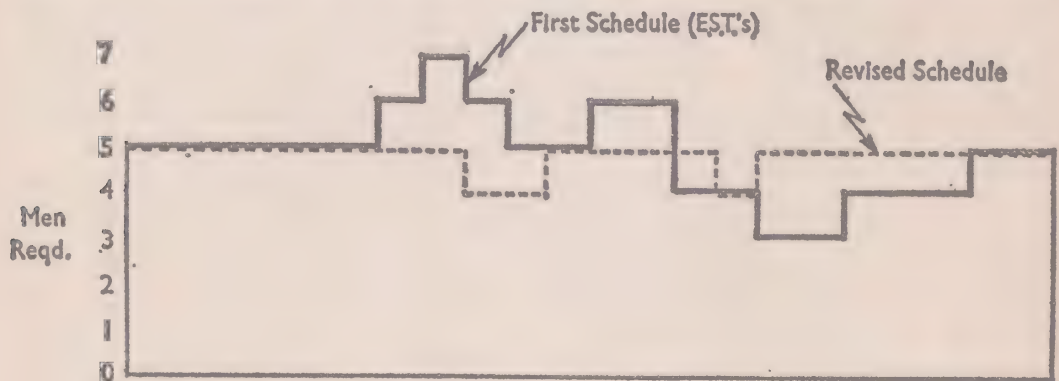 First Schedule (E.S.T.'s)
7
Revised Schedule
6
5
4
Men
Reqd.
3
2
1
0